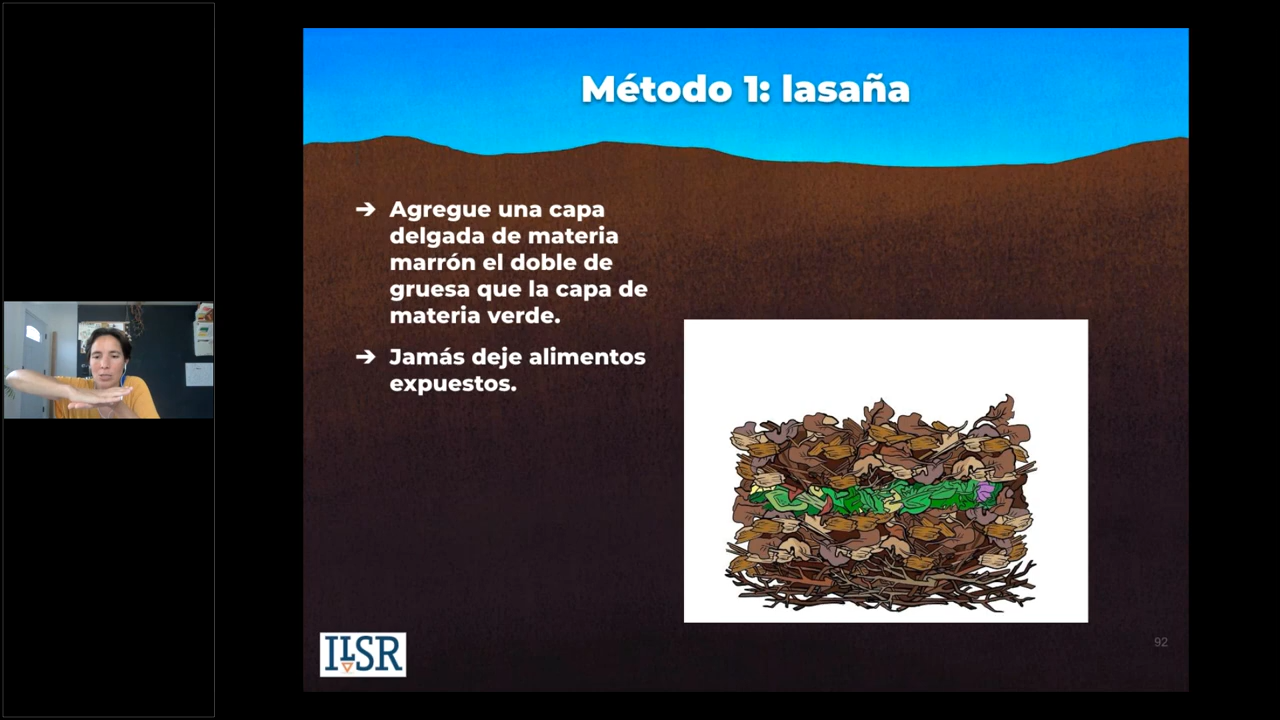 Método 1: lasaña
➔ Agregue una capa
delgada de materia
marrón el doble de
gruesa que la capa de
materia verde.
➔ Jamás deje alimentos
expuestos.
ILSR
92